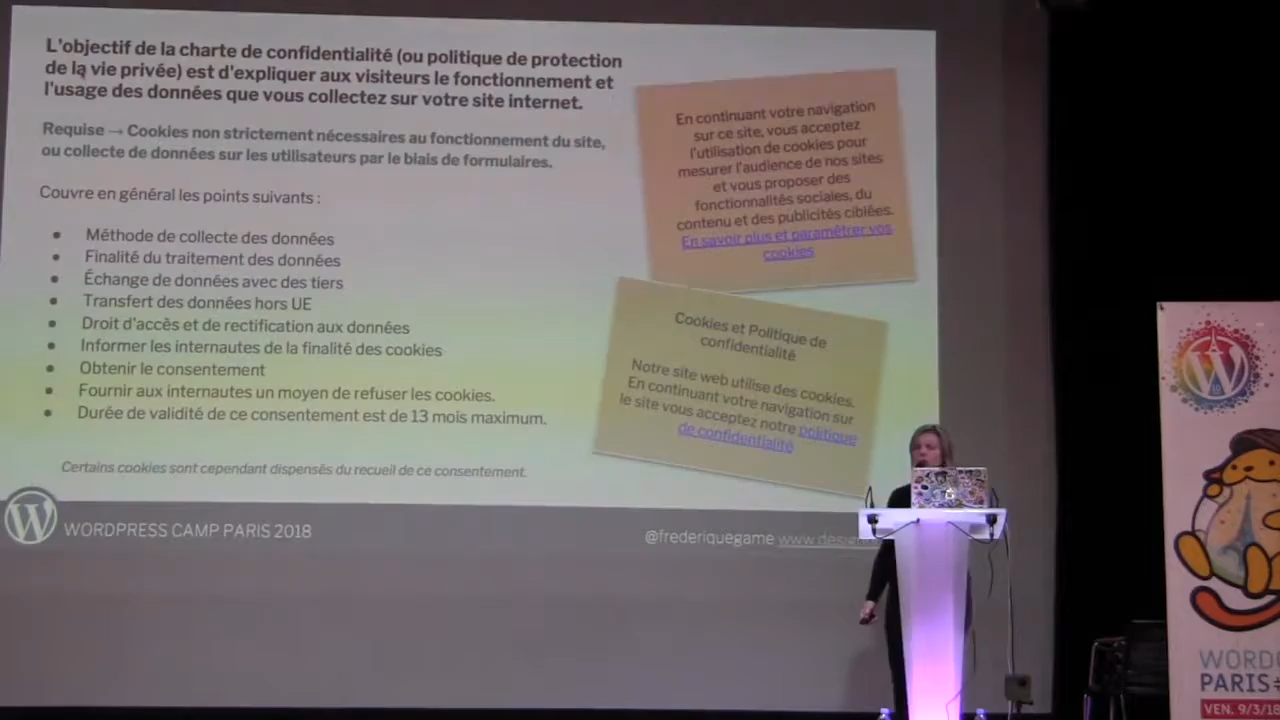 L'objectif de la charte de confidentialité (ou politique de protection
de la vie privée) est d'expliquer aux visiteurs le fonctionnement et
l'usage des données que vous collectez sur votre site internet.
Requise → Cookies non strictement nécessaires au fonctionnement du site,
ou collecte de données sur les utilisateurs par le biais de formulaires.
Couvre en général les points suivants :
● Méthode de collecte des données
● Finalité du traitement des données
● Échange de données avec des tiers
● Transfert des données hors UE
● Droit d'accès et de rectification aux données
● Informer les internautes de la finalité des cookies
● Obtenir le consentement
● Fournir aux internautes un moyen de refuser les cookies.
● Durée de validité de ce consentement est de 13 mois maximum.
Certains cookies sont cependant dispensés du recueil de ce consentement.
En continuant votre navigation
sur ce site, vous acceptez
l'utilisation de cookies pour
mesurer l'audience de nos sites
et vous proposer des
fonctionnalités sociales, du
contenu et des publicités ciblées.
En savoir plus et paramétrer vos
cookies
Cookies et Politique de
confidentialité
Notre site web utilise des cookies.
En continuant votre navigation sur
le site vous acceptez notre politique
de confidentialité
WORDPRESS CAMP PARIS 2018
@frederiquegame www.desig
WORD
PARIS
VEN. 9/3/18